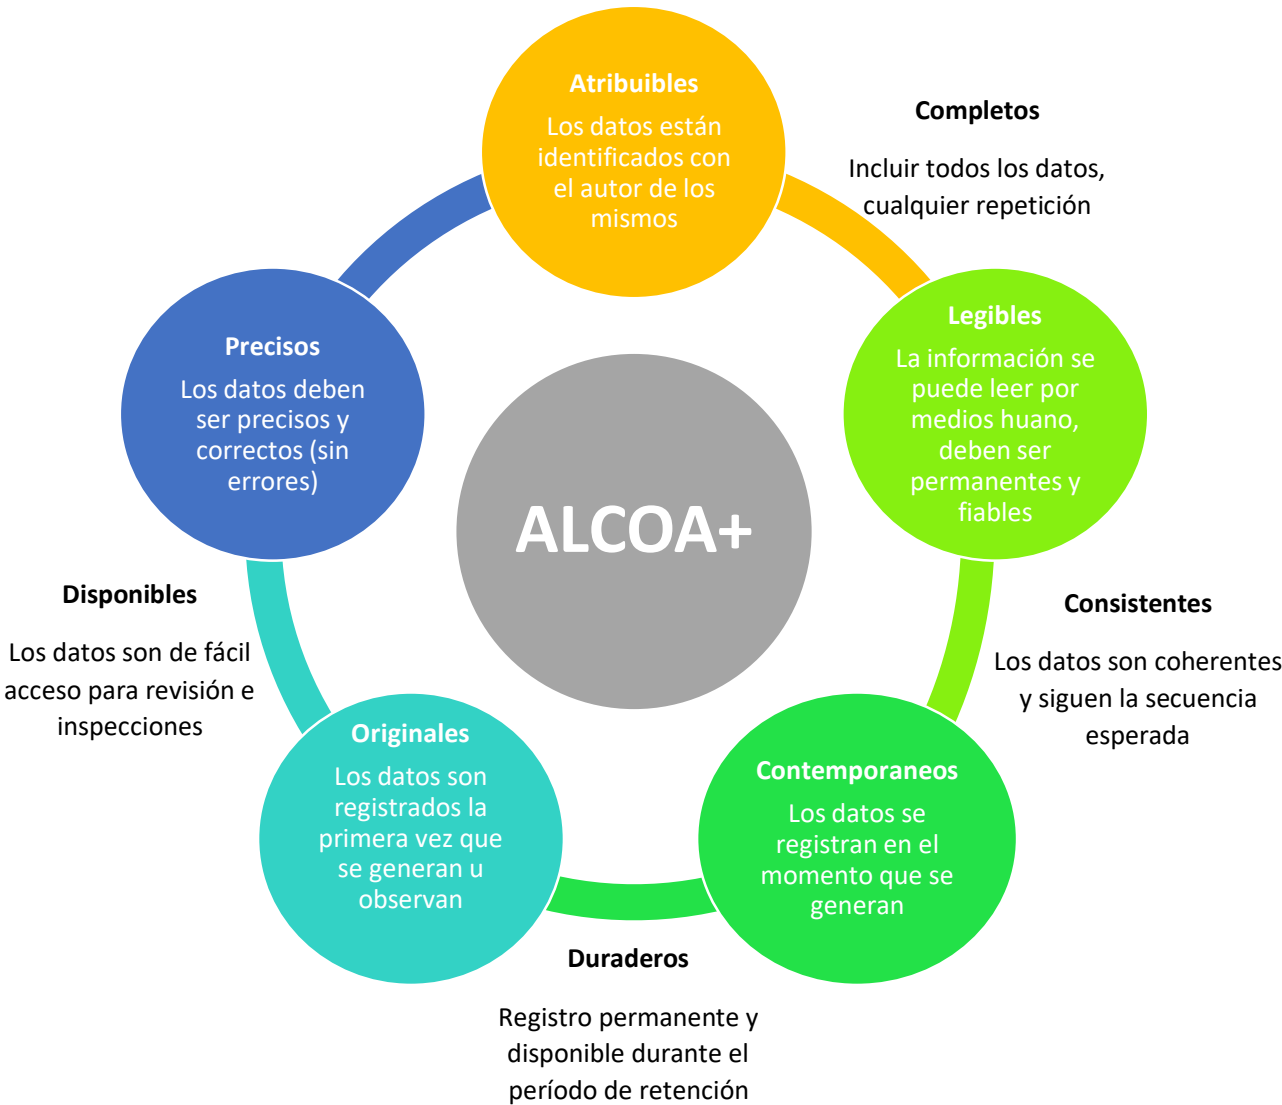 Atribuibles
Los datos están
identificados con
el autor de los
mismos
Completos
Incluir todos los datos,
cualquier repetición
Legibles
La información se
puede leer por
medios huano,
deben ser
permanentes y
fiables
Precisos
Los datos deben
ser precisos y
correctos (sin
errores)
ALCOA+
Disponibles
Los datos son de fácil
acceso para revisión e
inspecciones
Consistentes
Los datos son coherentes
y siguen la secuencia
esperada
Originales
Los datos son
registrados la
primera vez que
se generan u
observan
Contemporaneos
Los datos se
registran en el
momento que se
generan
Duraderos
Registro permanente y
disponible durante el
período de retención